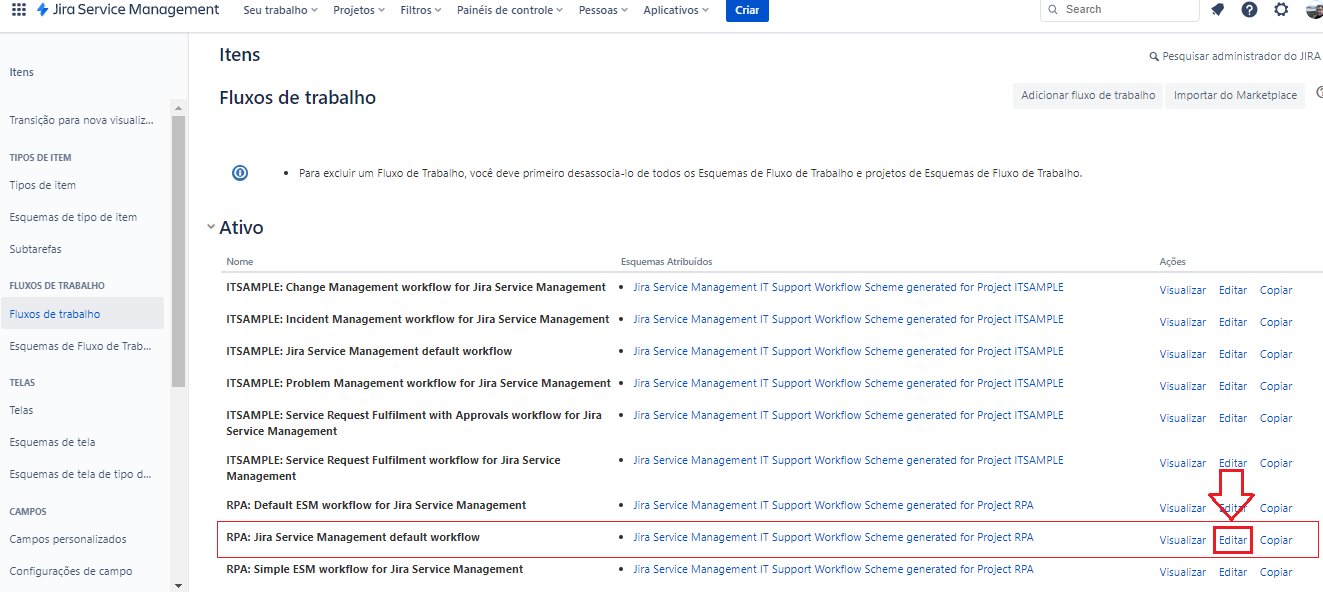 Jira Service Management
Seu trabalho
Projetos
Filtros
Painéis de controle
Pessoas
Aplicativos
Criar
Search
Itens
Transição para nova visualiz...
TIPOS DE ITEM
Tipos de item
Esquemas de tipo de item
Subtarefas
FLUXOS DE TRABALHO
Fluxos de trabalho
Esquemas de Fluxo de Trab...
TELAS
Telas
Esquemas de tela
Esquemas de tela de tipo d...
CAMPOS
Campos personalizados
Configurações de campo
Itens
Pesquisar administrador do JIRA
Fluxos de trabalho
Adicionar fluxo de trabalho
Importar do Marketplace
• Para excluir um Fluxo de Trabalho, você deve primeiro desassocia-lo de todos os Esquemas de Fluxo de Trabalho e projetos de Esquemas de Fluxo de Trabalho.
Ativo
Nome Esquemas Atribuídos Ações
ITSAMPLE: Change Management workflow for Jira Service Management • Jira Service Management IT Support Workflow Scheme generated for Project ITSAMPLE Visualizar Editar Copiar
ITSAMPLE: Incident Management workflow for Jira Service Management • Jira Service Management IT Support Workflow Scheme generated for Project ITSAMPLE Visualizar Editar Copiar
ITSAMPLE: Jira Service Management default workflow • Jira Service Management IT Support Workflow Scheme generated for Project ITSAMPLE Visualizar Editar Copiar
ITSAMPLE: Problem Management workflow for Jira Service Management • Jira Service Management IT Support Workflow Scheme generated for Project ITSAMPLE Visualizar Editar Copiar
ITSAMPLE: Service Request Fulfilment with Approvals workflow for Jira • Jira Service Management IT Support Workflow Scheme generated for Project ITSAMPLE Visualizar Editar Copiar
Service Management
ITSAMPLE: Service Request Fulfilment workflow for Jira Service • Jira Service Management IT Support Workflow Scheme generated for Project ITSAMPLE Visualizar Editar Copiar
Management
RPA: Default ESM workflow for Jira Service Management • Jira Service Management IT Support Workflow Scheme generated for Project RPA Visualizar Editar Copiar
RPA: Jira Service Management default workflow • Jira Service Management IT Support Workflow Scheme generated for Project RPA Visualizar Editar Copiar
RPA: Simple ESM workflow for Jira Service Management • Jira Service Management IT Support Workflow Scheme generated for Project RPA Visualizar Editar Copiar